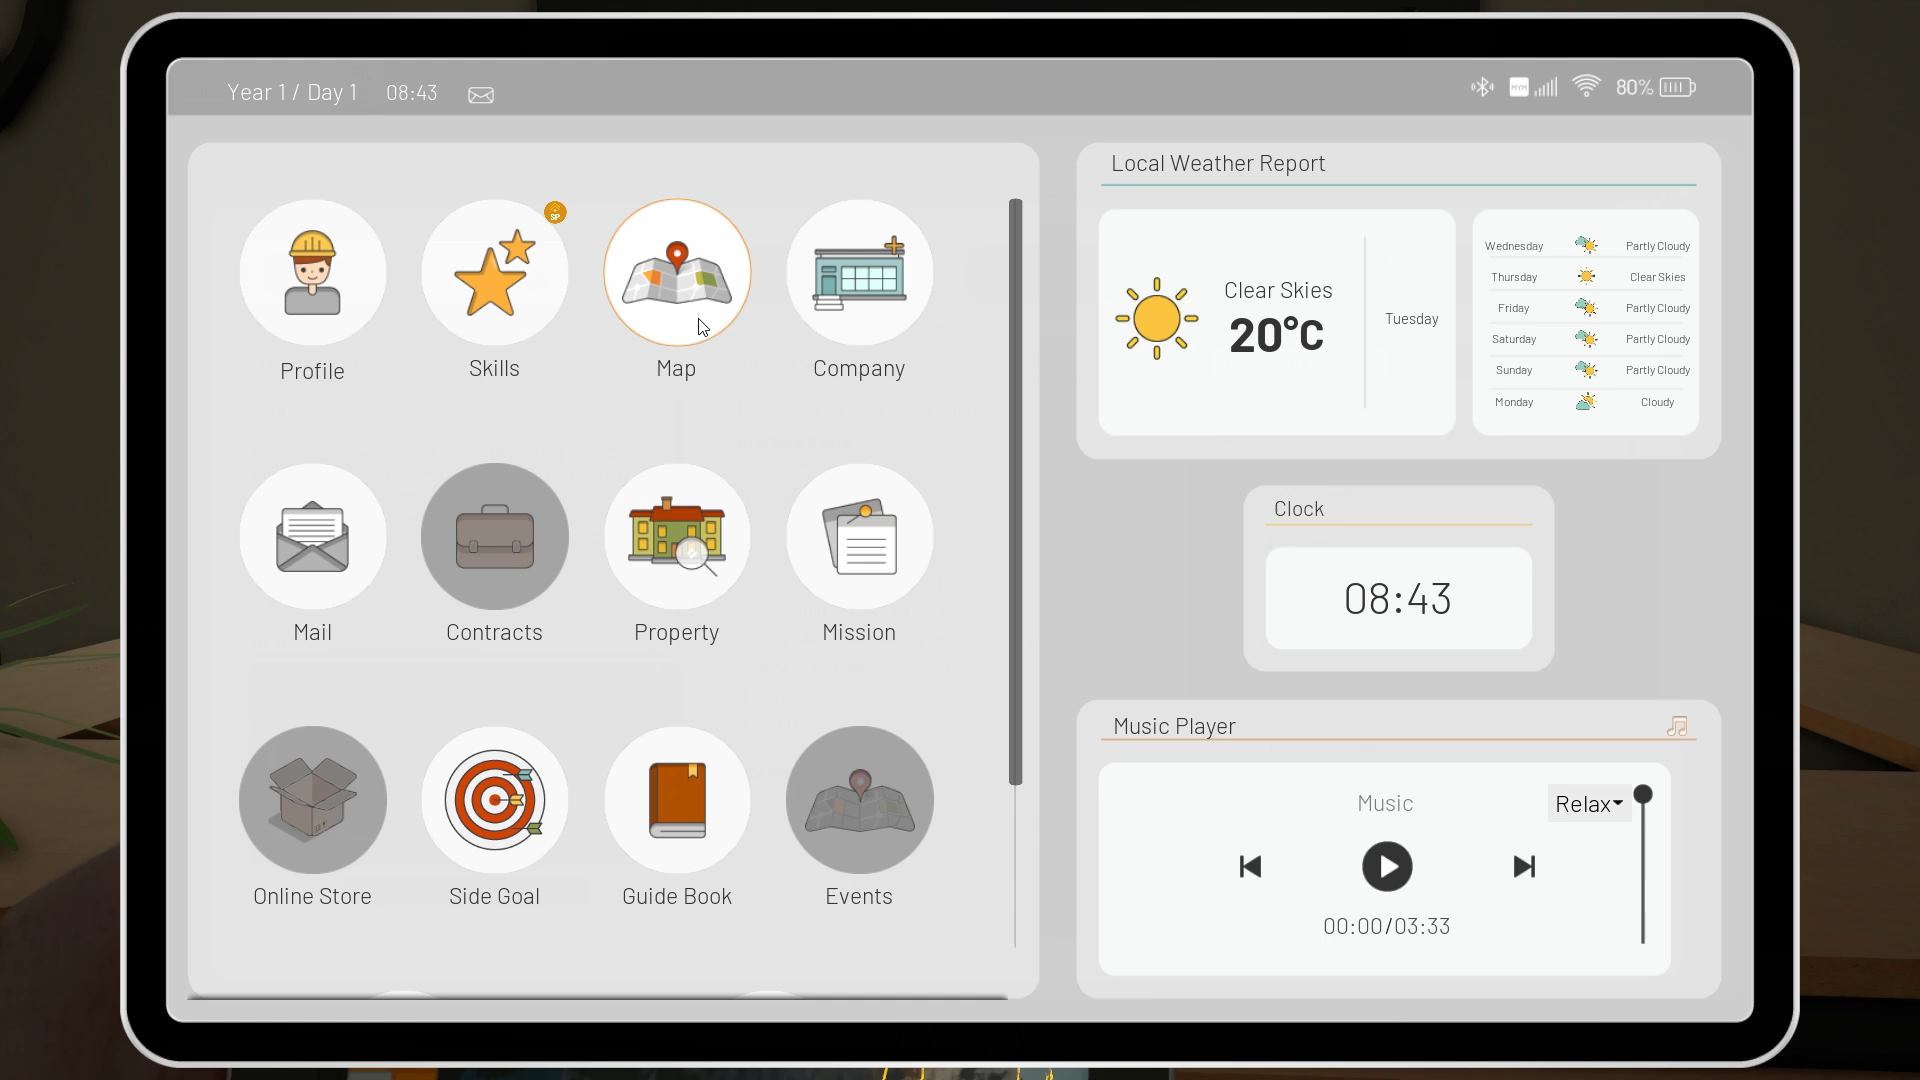 Year 1 / Day 1 08:43
MYM 80%
SP
Profile Skills Map Company
Mail Contracts Property Mission
Online Store Side Goal Guide Book Events
Local Weather Report
Clear Skies
20°C
Tuesday
Wednesday Partly Cloudy
Thursday Clear Skies
Friday Partly Cloudy
Saturday Partly Cloudy
Sunday Partly Cloudy
Monday Cloudy
Clock
08:43
Music Player
Music
Relax
00:00/03:33